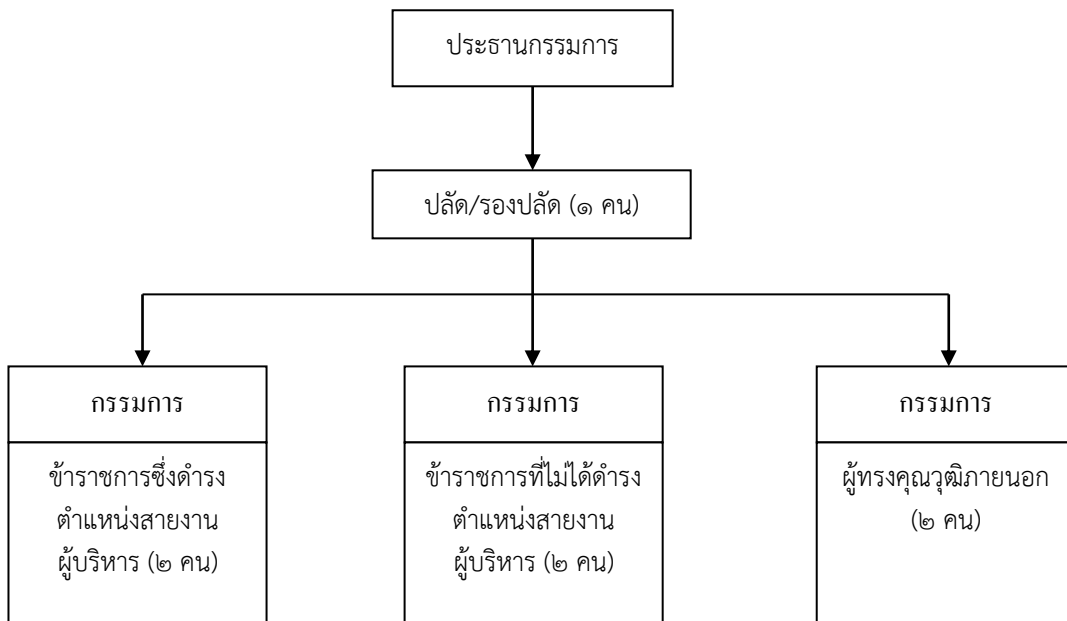 ประธานกรรมการ
ปลัด/รองปลัด (๑ คน)
กรรมการ
ข้าราชการซึ่งดำรง
ตำแหน่งสายงาน
ผู้บริหาร (๒ คน)
กรรมการ
ข้าราชการที่ไม่ได้ดำรง
ตำแหน่งสายงาน
ผู้บริหาร (๒ คน)
กรรมการ
ผู้ทรงคุณวุฒิภายนอก
(๒ คน)